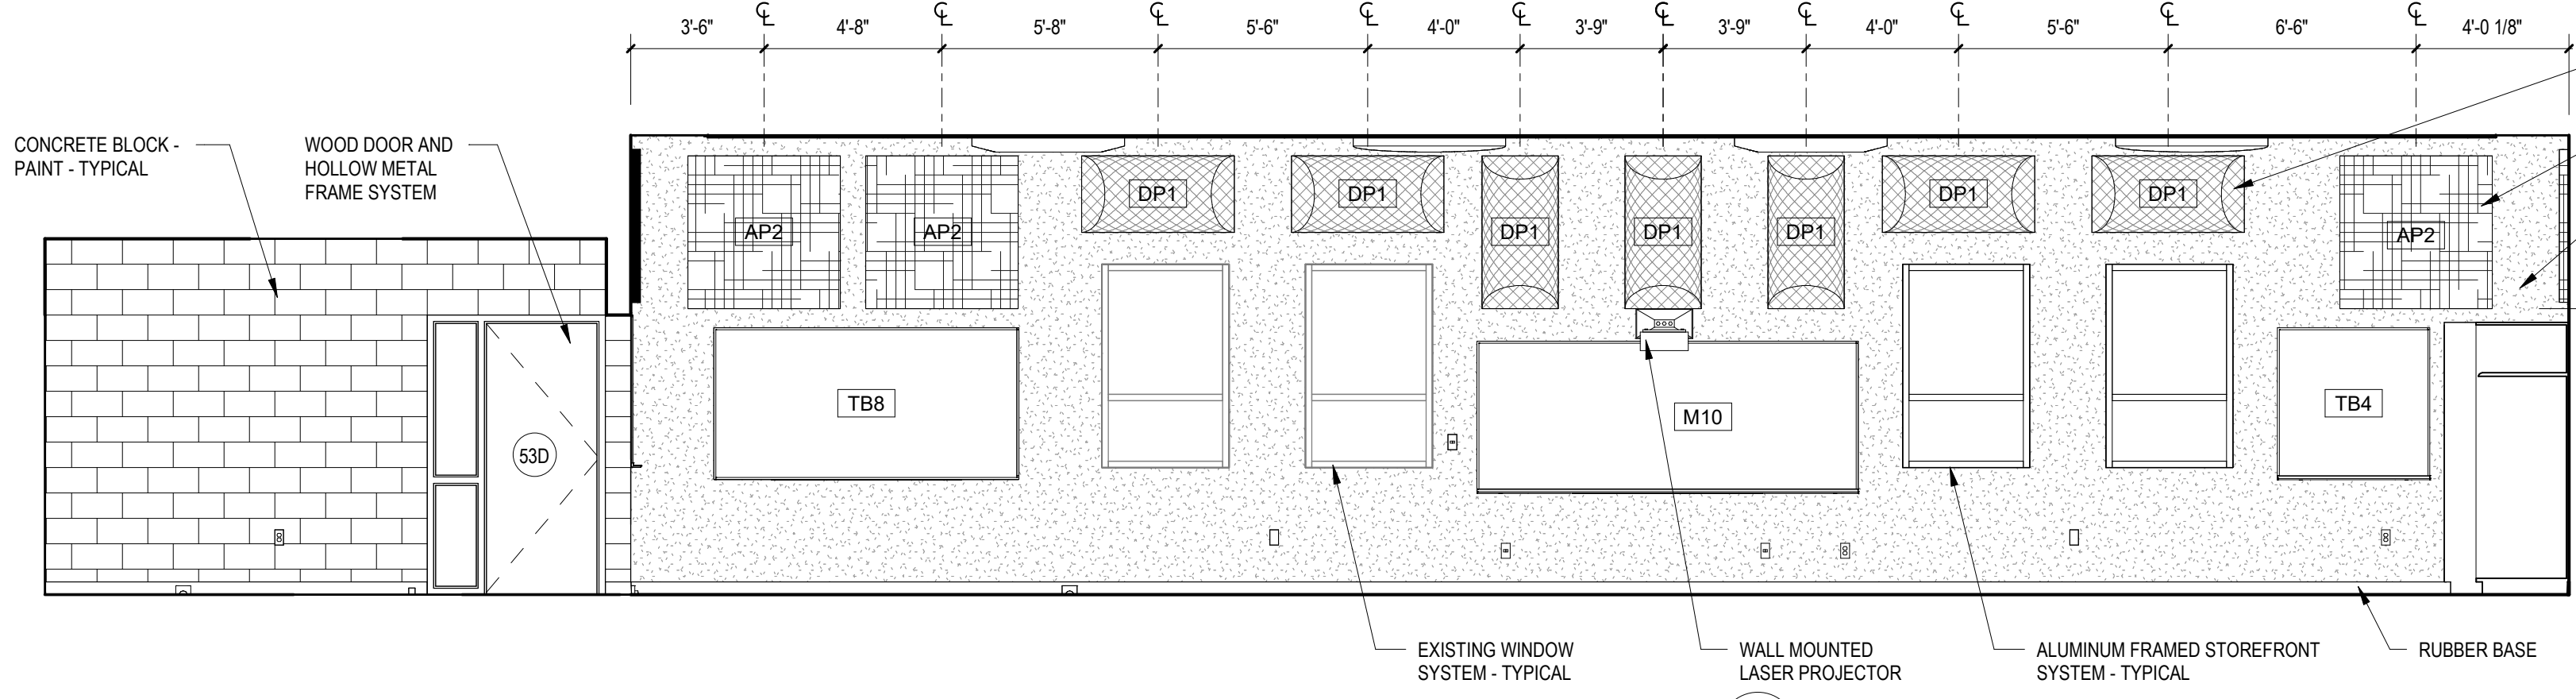 ℄ ℄ ℄ ℄ ℄ ℄ ℄ ℄ ℄ ℄
3'-6" 4'-8" 5'-8" 5'-6" 4'-0" 3'-9" 3'-9" 4'-0" 5'-6" 6'-6" 4'-0 1/8"
CONCRETE BLOCK -
PAINT - TYPICAL
WOOD DOOR AND
HOLLOW METAL
FRAME SYSTEM
DP1 DP1 DP1 DP1
AP2 AP2 DP1 DP1 DP1 AP2
TB8 M10 TB4
53D
EXISTING WINDOW
SYSTEM - TYPICAL
WALL MOUNTED
LASER PROJECTOR
ALUMINUM FRAMED STOREFRONT
SYSTEM - TYPICAL
RUBBER BASE